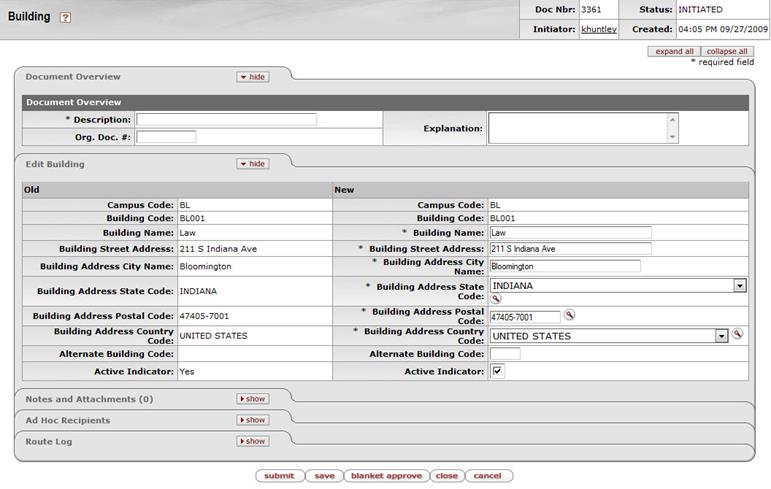 Building ?
Doc Nbr: 3361 Status: INITIATED
Initiator: khuntley Created: 04:05 PM 09/27/2009
expand all collapse all
* required field
Document Overview hide
Document Overview
* Description: Explanation:
Org. Doc. #:
Edit Building hide
Old New
Campus Code: BL Campus Code: BL
Building Code: BL001 Building Code: BL001
Building Name: Law * Building Name: Law
Building Street Address: 211 S Indiana Ave * Building Street Address: 211 S Indiana Ave
Building Address City Name: Bloomington * Building Address City
Name: Bloomington
Building Address State Code: INDIANA * Building Address State
Code: INDIANA
Building Address Postal Code: 47405-7001 * Building Address Postal
Code: 47405-7001
Building Address Country
Code: UNITED STATES * Building Address Country
Code: UNITED STATES
Alternate Building Code: Alternate Building Code:
Active Indicator: Yes Active Indicator:
Notes and Attachments (0) show
Ad Hoc Recipients show
Route Log show
submit save blanket approve close cancel